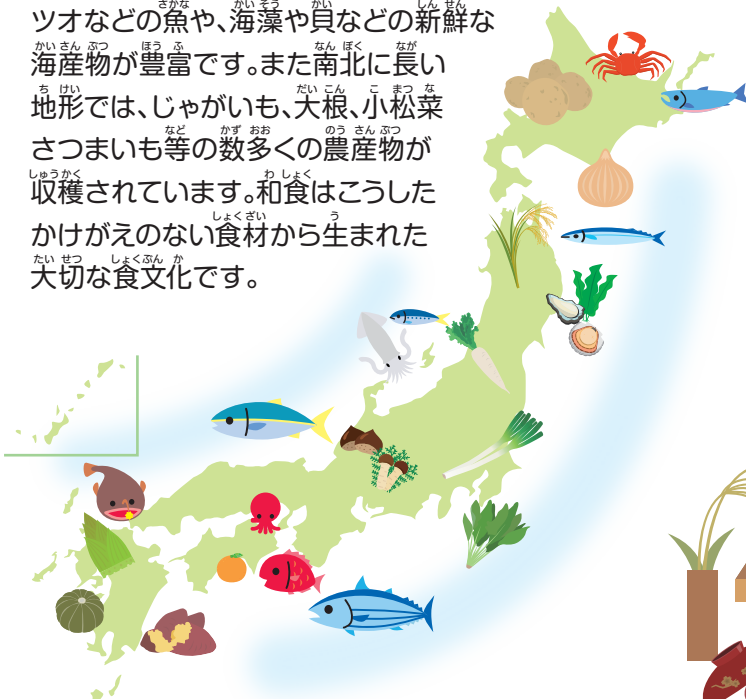 ツオなどの魚や、海藻や貝などの新鮮な
海産物が豊富です。また南北に長い
地形では、じゃがいも、大根、小松菜
さつまいも等の数多くの農産物が
収穫されています。和食はこうした
かけがえのない食材から生まれた
大切な食文化です。